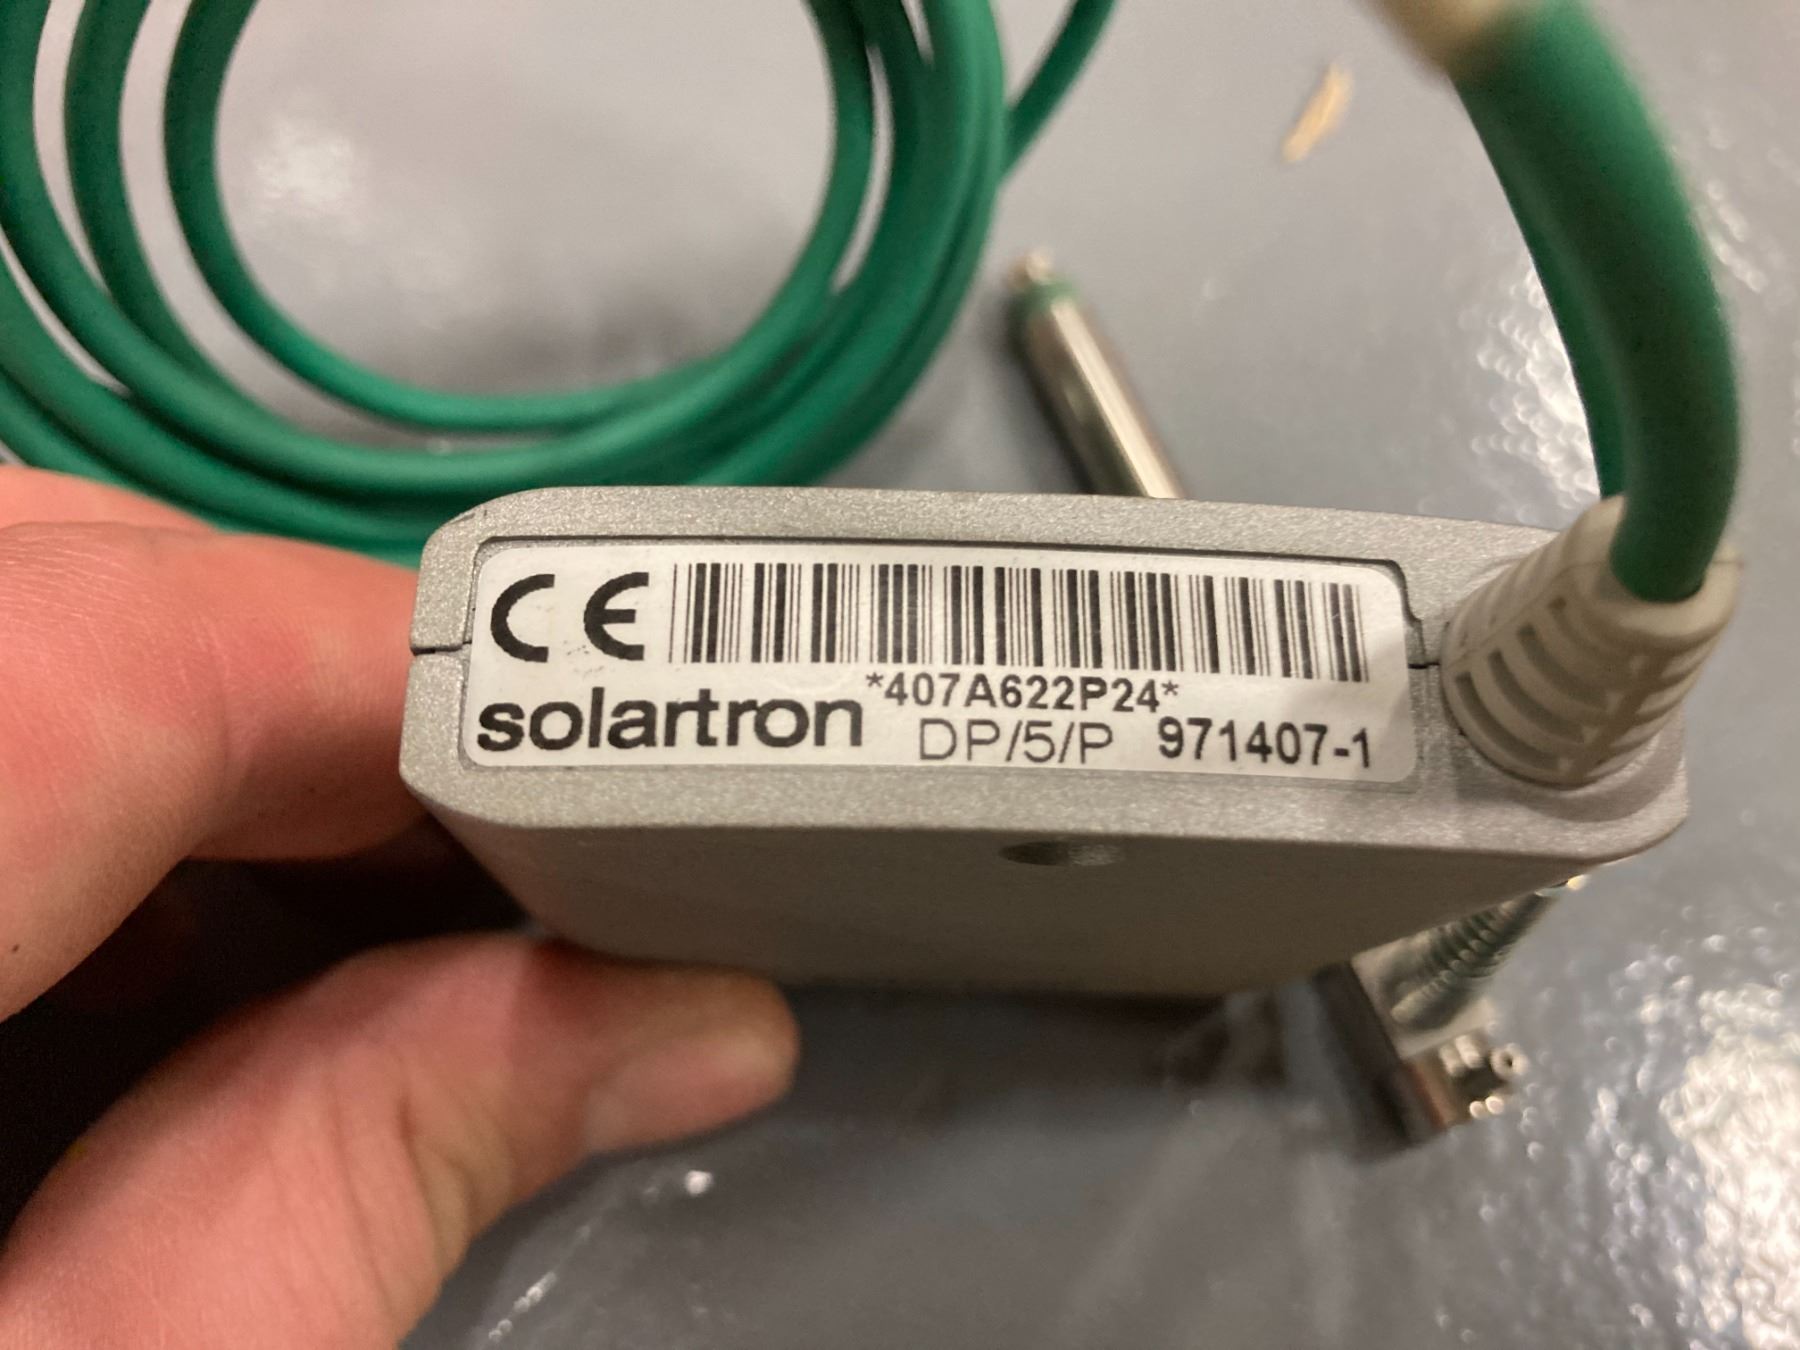 CE
*407A622P24*
solartron DP/5/P 971407-1